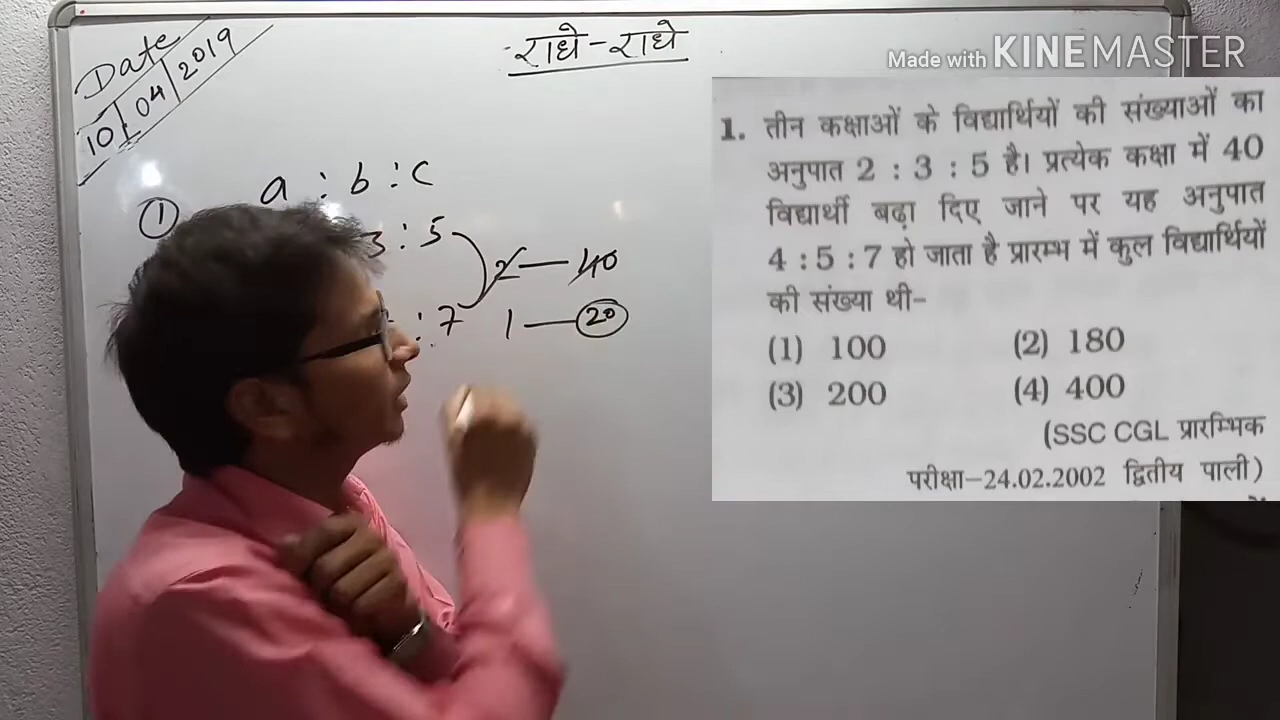 Date
10/04/2019
राधे-राधे
Made with KINEMASTER
① a : b : c
3 : 5
2 — 40
: 7 1 — 20
1. तीन कक्षाओं के विद्यार्थियों की संख्याओं का
अनुपात 2 : 3 : 5 है। प्रत्येक कक्षा में 40
विद्यार्थी बढ़ा दिए जाने पर यह अनुपात
4 : 5 : 7 हो जाता है प्रारम्भ में कुल विद्यार्थियों
की संख्या थी–
(1) 100 (2) 180
(3) 200 (4) 400
(SSC CGL प्रारम्भिक
परीक्षा–24.02.2002 द्वितीय पाली)